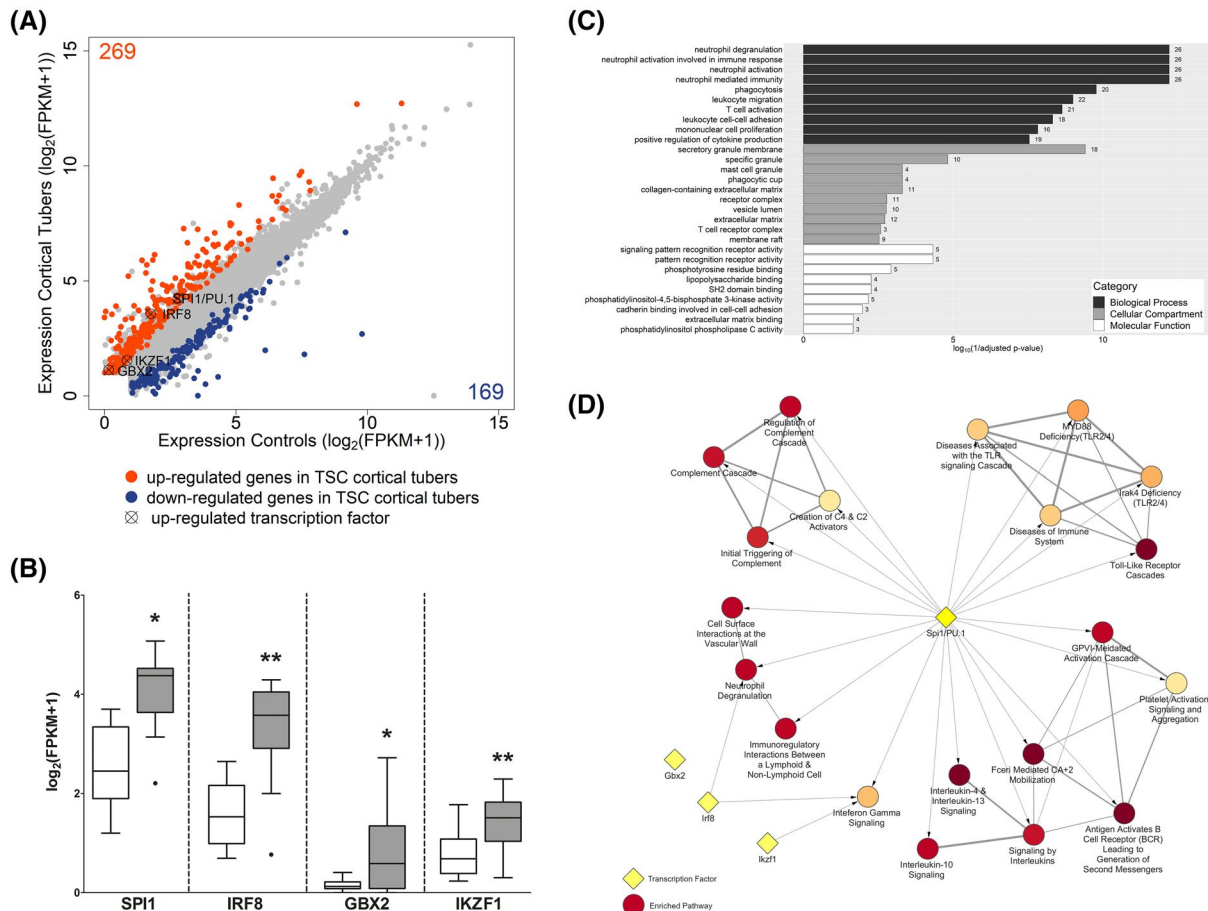 (A)
269
15
10
5
0
Expression Cortical Tubers (log2(FPKM+1))
SPI1/PU.1
IRF8
IKZF1
GBX2
169
0
5
10
15
Expression Controls (log2(FPKM+1))
up-regulated genes in TSC cortical tubers
down-regulated genes in TSC cortical tubers
up-regulated transcription factor
(B)
log2(FPKM+1)
6
4
2
0
*
**
*
**
SPI1
IRF8
GBX2
IKZF1
(C)
neutrophil degranulation 26
neutrophil activation involved in immune response 26
neutrophil activation 26
neutrophil mediated immunity 26
phagocytosis 20
leukocyte migration 22
T cell activation 21
leukocyte cell-cell adhesion 18
mononuclear cell proliferation 16
positive regulation of cytokine production 19
secretory granule membrane 18
specific granule 10
mast cell granule 4
phagocytic cup 4
collagen-containing extracellular matrix 11
receptor complex 11
vesicle lumen 10
extracellular matrix 12
T cell receptor complex 3
membrane raft 9
signaling pattern recognition receptor activity 5
pattern recognition receptor activity 5
phosphotyrosine residue binding 5
lipopolysaccharide binding 4
SH2 domain binding 4
phosphatidylinositol-4,5-bisphosphate 3-kinase activity 5
cadherin binding involved in cell-cell adhesion 3
extracellular matrix binding 4
phosphatidylinositol phospholipase C activity 3
Category
Biological Process
Cellular Compartment
Molecular Function
0
5
10
log10(1/adjusted p-value)
(D)
Regulation of
Complement
Cascade
Complement Cascade
Creation of C4 & C2
Activators
Initial Triggering of
Complement
Diseases Associated
with the TLR
signaling Cascade
MYD88
Deficiency(TLR2/4)
Irak4 Deficiency
(TLR2/4)
Diseases of Immune
System
Toll-Like Receptor
Cascades
Spi1/PU.1
Cell Surface
Interactions at the
Vascular Wall
Neutrophil
Degranulation
Immunoregulatory
Interactions Between
a Lymphoid &
Non-Lymphoid Cell
GPVI-Meidated
Activation Cascade
Platelet Activation
Signaling and
Aggregation
Fceri Mediated CA+2
Mobilization
Gbx2
Irf8
Ikzf1
Inteferon Gamma
Signaling
Interleukin-4 &
Interleukin-13
Signaling
Interleukin-10
Signaling
Signaling by
Interleukins
Antigen Activates B
Cell Receptor (BCR)
Leading to
Generation of
Second Messengers
Transcription Factor
Enriched Pathway